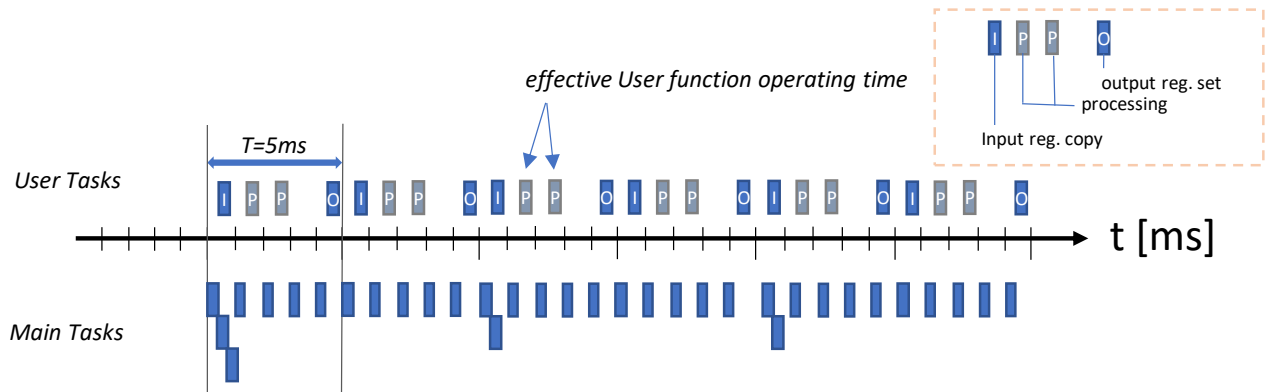 I P P O
output reg. set
processing
Input reg. copy
effective User function operating time
T=5ms
User Tasks
I P P O I P P O I P P O I P P O I P P O I P P O
t [ms]
Main Tasks